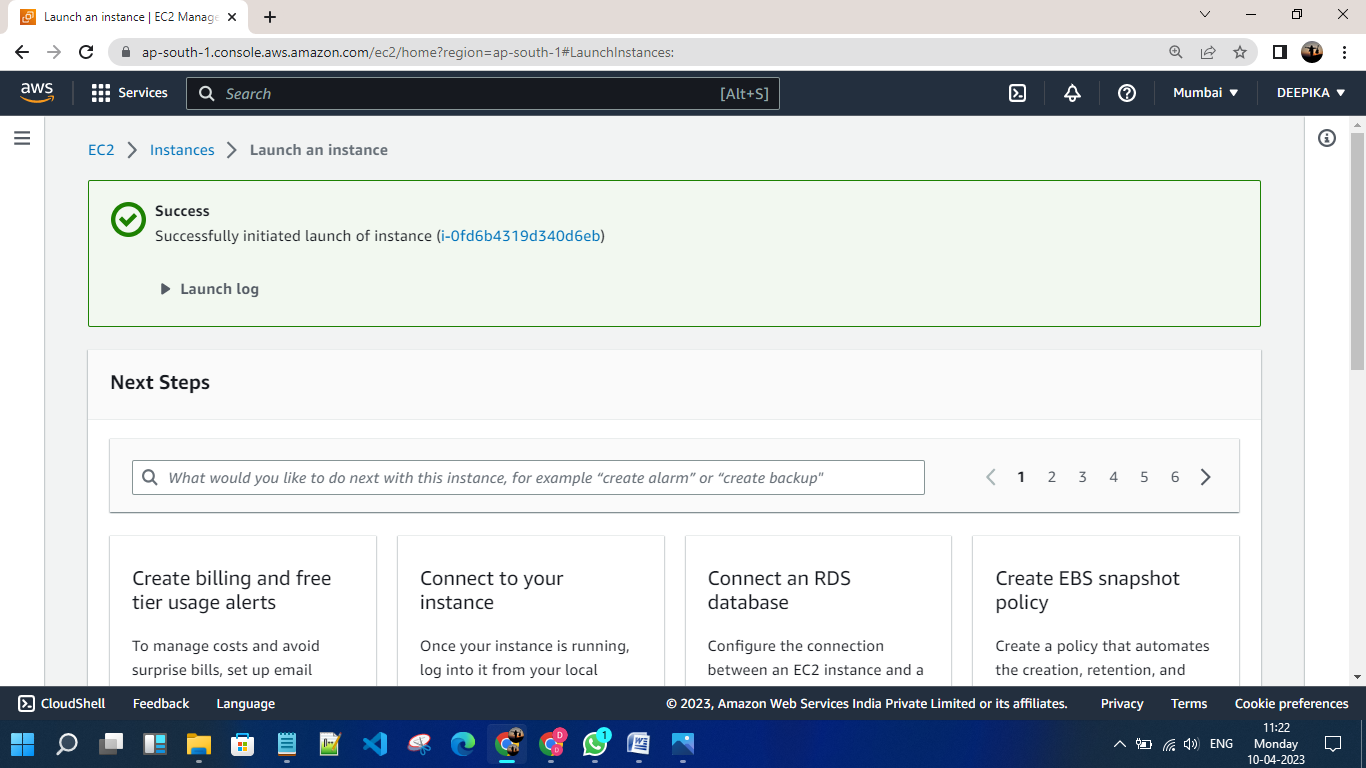 Launch an instance | EC2 Manage
ap-south-1.console.aws.amazon.com/ec2/home?region=ap-south-1#LaunchInstances:
aws
Services
Search
[Alt+S]
Mumbai
DEEPIKA
EC2
Instances
Launch an instance
Success
Successfully initiated launch of instance (i-0fd6b4319d340d6eb)
Launch log
Next Steps
What would you like to do next with this instance, for example “create alarm” or “create backup"
1 2 3 4 5 6
Create billing and free
tier usage alerts
To manage costs and avoid
surprise bills, set up email
Connect to your
instance
Once your instance is running,
log into it from your local
Connect an RDS
database
Configure the connection
between an EC2 instance and a
Create EBS snapshot
policy
Create a policy that automates
the creation, retention, and
CloudShell
Feedback
Language
© 2023, Amazon Web Services India Private Limited or its affiliates.
Privacy
Terms
Cookie preferences
D
D
1
ENG
11:22
Monday
10-04-2023